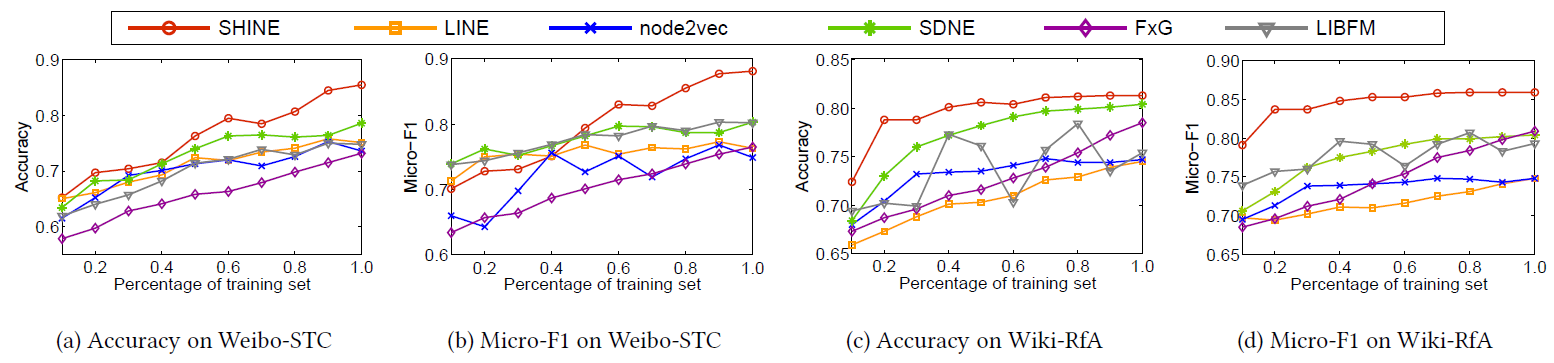 SHINE LINE node2vec SDNE FxG LIBFM
0.9
0.8
0.7
0.6
Accuracy
0.2 0.4 0.6 0.8 1.0
Percentage of training set
(a) Accuracy on Weibo-STC
0.9
0.8
0.7
0.6
Micro-F1
0.2 0.4 0.6 0.8 1.0
Percentage of training set
(b) Micro-F1 on Weibo-STC
0.85
0.80
0.75
0.70
0.65
Accuracy
0.2 0.4 0.6 0.8 1.0
Percentage of training set
(c) Accuracy on Wiki-RfA
0.90
0.85
0.80
0.75
0.70
0.65
Micro-F1
0.2 0.4 0.6 0.8 1.0
Percentage of training set
(d) Micro-F1 on Wiki-RfA